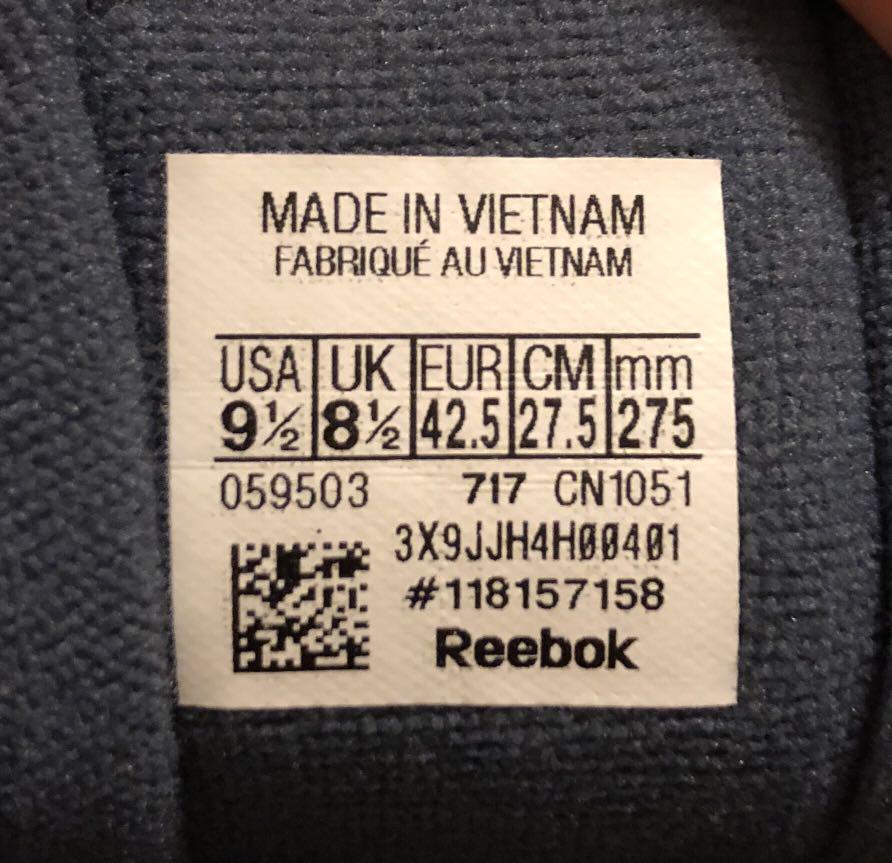 MADE IN VIETNAM
FABRIQUÉ AU VIETNAM
USA UK EUR CM mm
9½ 8½ 42.5 27.5 275
059503 717 CN1051
3X9JJH4H00401
#118157158
Reebok